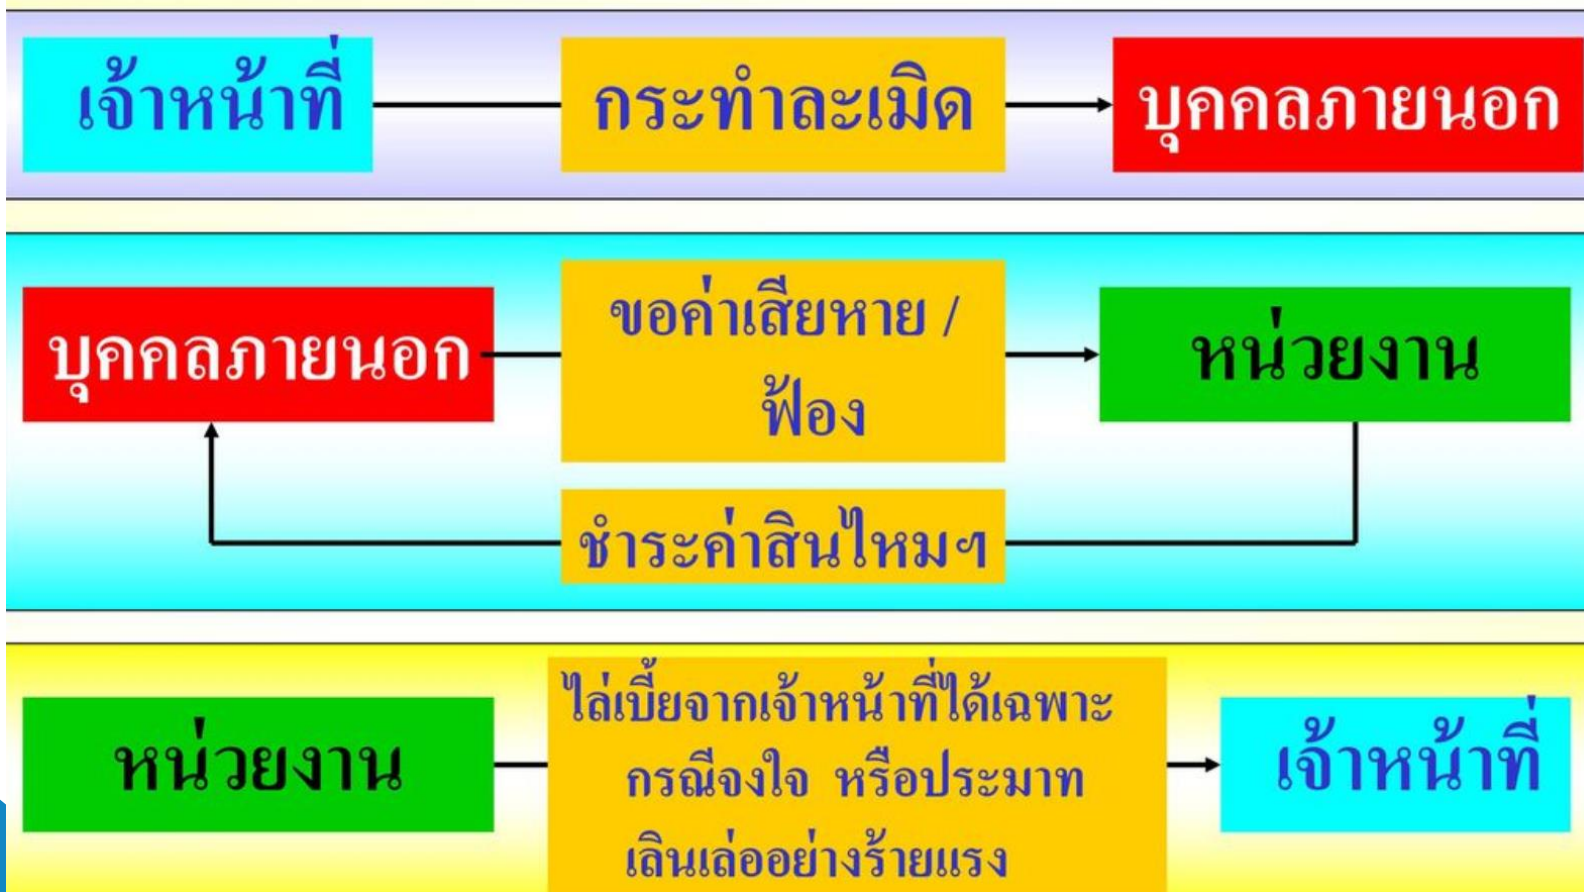 เจ้าหน้าที่ กระทำละเมิด บุคคลภายนอก
บุคคลภายนอก
ขอค่าเสียหาย /
ฟ้อง
หน่วยงาน
ชำระค่าสินไหมฯ
หน่วยงาน
ไล่เบี้ยจากเจ้าหน้าที่ได้เฉพาะ
กรณีจงใจ หรือประมาท
เลินเล่ออย่างร้ายแรง
เจ้าหน้าที่